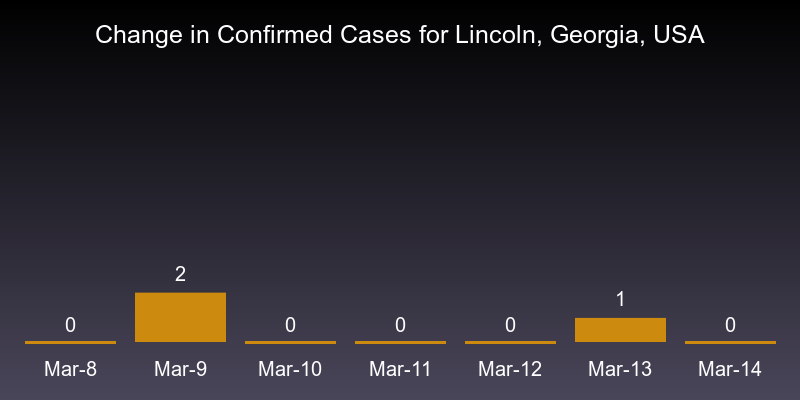 Change in Confirmed Cases for Lincoln, Georgia, USA
0 2 0 0 0 1 0
Mar-8 Mar-9 Mar-10 Mar-11 Mar-12 Mar-13 Mar-14